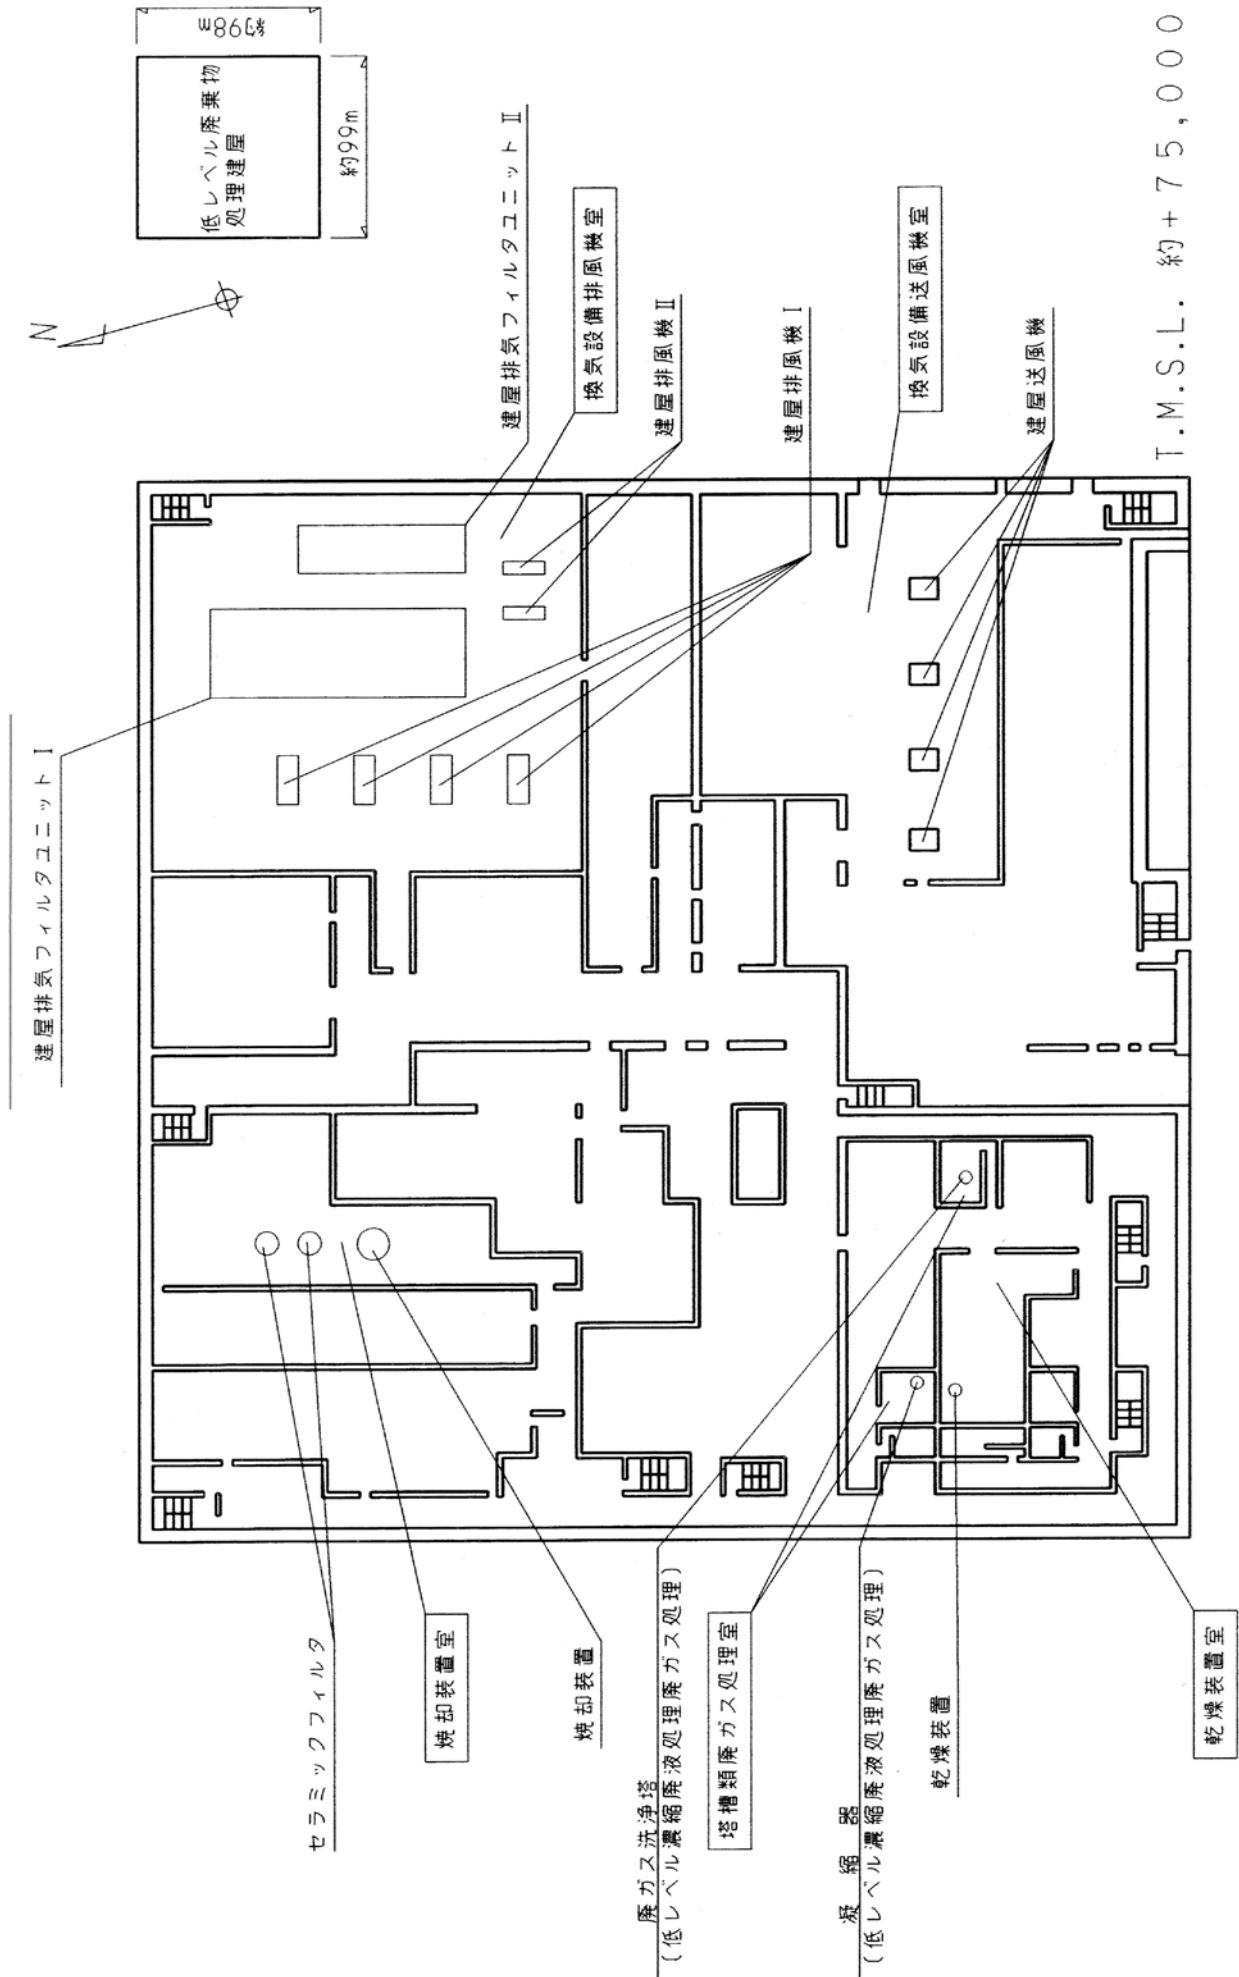 約98m
低レベル廃棄物
処理建屋
約99m
N
建屋排気フィルタユニットⅡ
換気設備排風機室
建屋排風機Ⅱ
建屋排風機Ⅰ
換気設備送風機室
建屋送風機
T.M.S.L. 約+75,000
建屋排気フィルタユニットⅠ
セラミックフィルタ
焼却装置室
焼却装置
廃ガス洗浄塔
(低レベル濃縮廃液処理廃ガス処理)
塔槽類廃ガス処理室
凝縮器
(低レベル濃縮廃液処理廃ガス処理)
乾燥装置
乾燥装置室